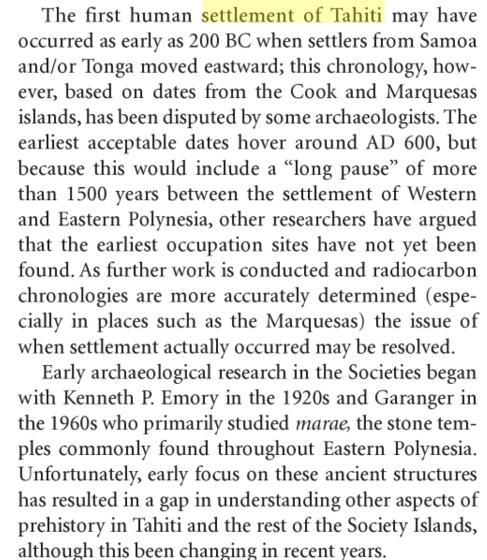 The first human settlement of Tahiti may have
occurred as early as 200 BC when settlers from Samoa
and/or Tonga moved eastward; this chronology, how-
ever, based on dates from the Cook and Marquesas
islands, has been disputed by some archaeologists. The
earliest acceptable dates hover around AD 600, but
because this would include a “long pause” of more
than 1500 years between the settlement of Western
and Eastern Polynesia, other researchers have argued
that the earliest occupation sites have not yet been
found. As further work is conducted and radiocarbon
chronologies are more accurately determined (espe-
cially in places such as the Marquesas) the issue of
when settlement actually occurred may be resolved.
Early archaeological research in the Societies began
with Kenneth P. Emory in the 1920s and Garanger in
the 1960s who primarily studied marae, the stone tem-
ples commonly found throughout Eastern Polynesia.
Unfortunately, early focus on these ancient structures
has resulted in a gap in understanding other aspects of
prehistory in Tahiti and the rest of the Society Islands,
although this been changing in recent years.